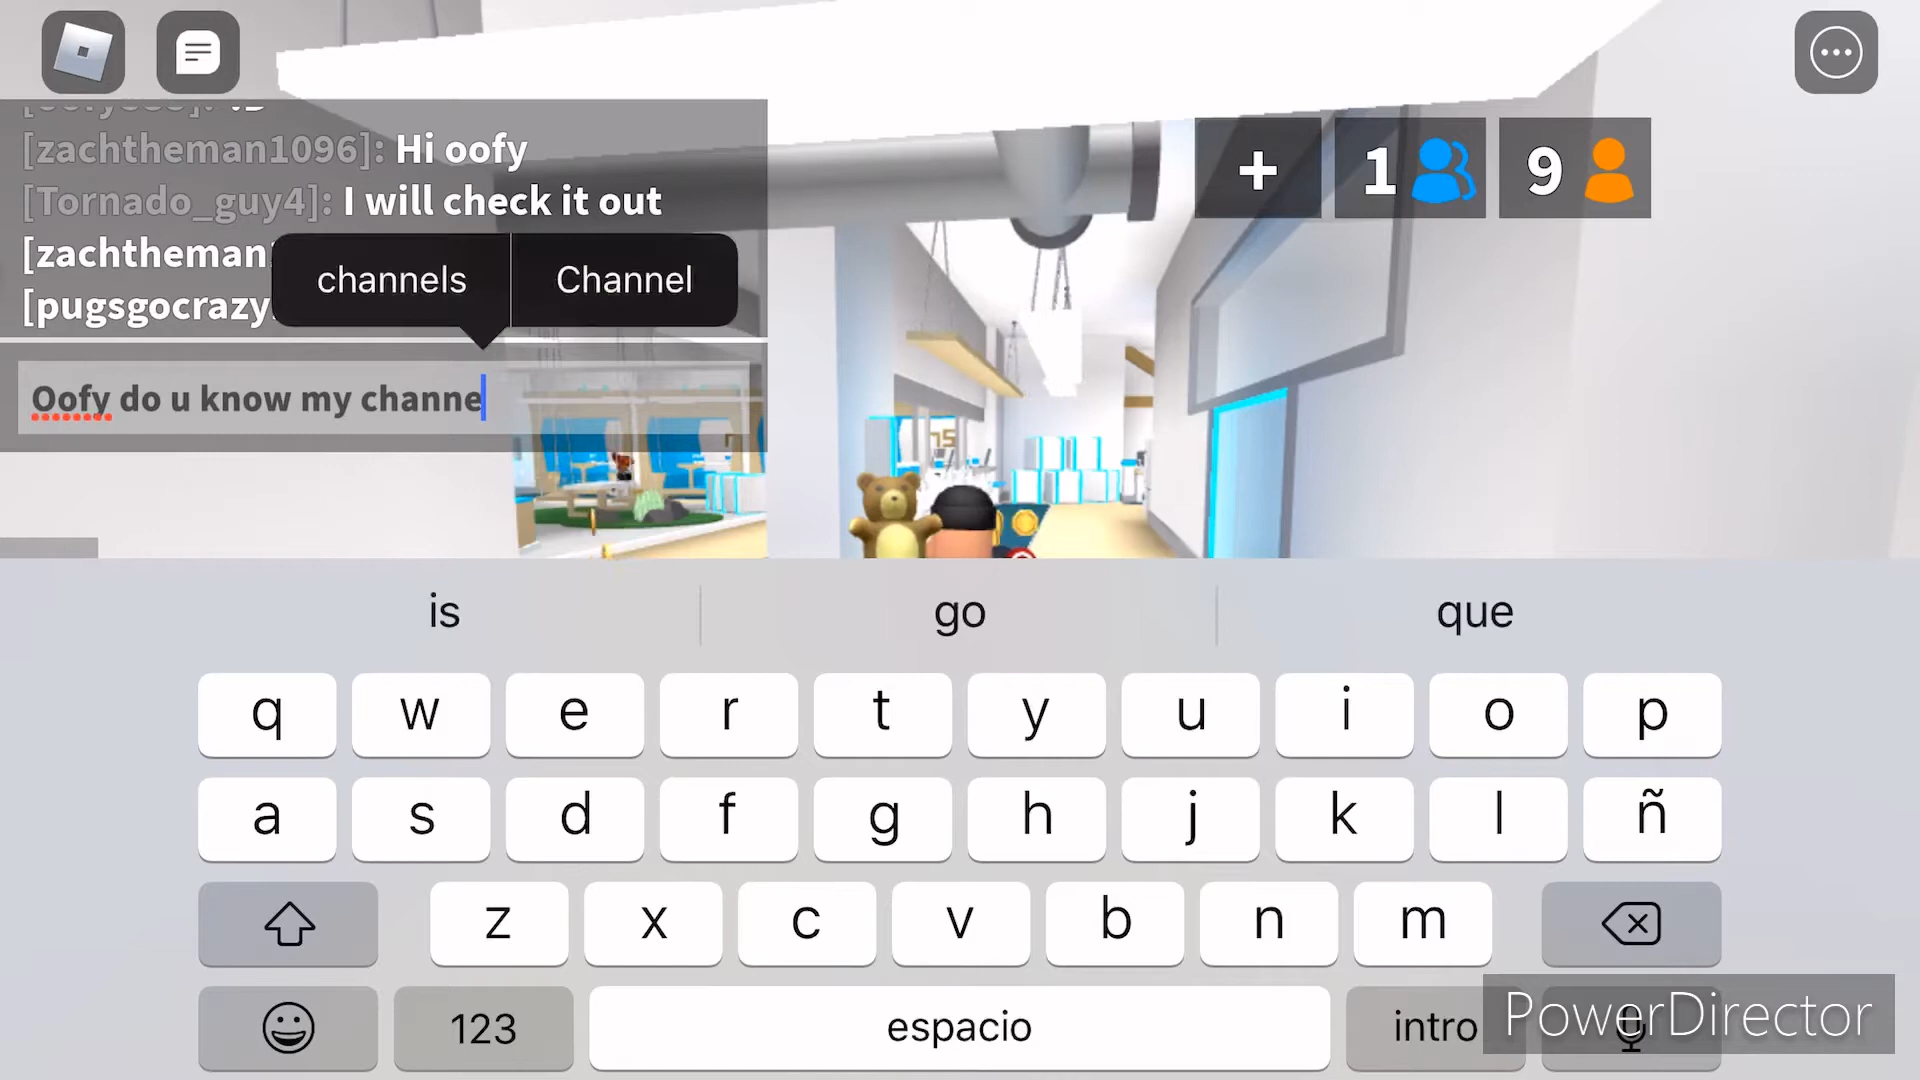 [zachtheman1096]: Hi oofy
[Tornado_guy4]: I will check it out
[zachtheman
[pugsgocrazy
channels Channel
Oofy do u know my channe
+ 1 9
is go que
q w e r t y u i o p
a s d f g h j k l ñ
z x c v b n m
123 espacio intro
PowerDirector